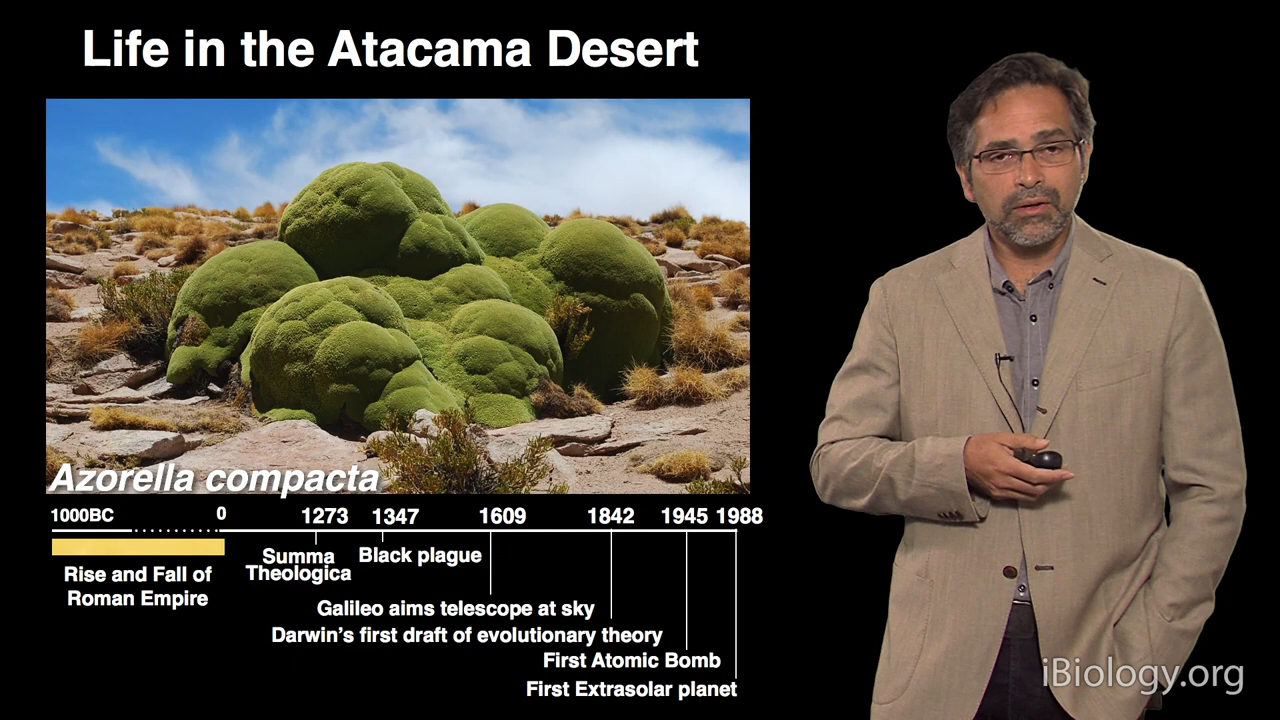 Life in the Atacama Desert
Azorella compacta
1000BC 0 1273 1347 1609 1842 1945 1988
Rise and Fall of
Roman Empire
Summa
Theologica
Black plague
Galileo aims telescope at sky
Darwin's first draft of evolutionary theory
First Atomic Bomb
First Extrasolar planet
iBiology.org